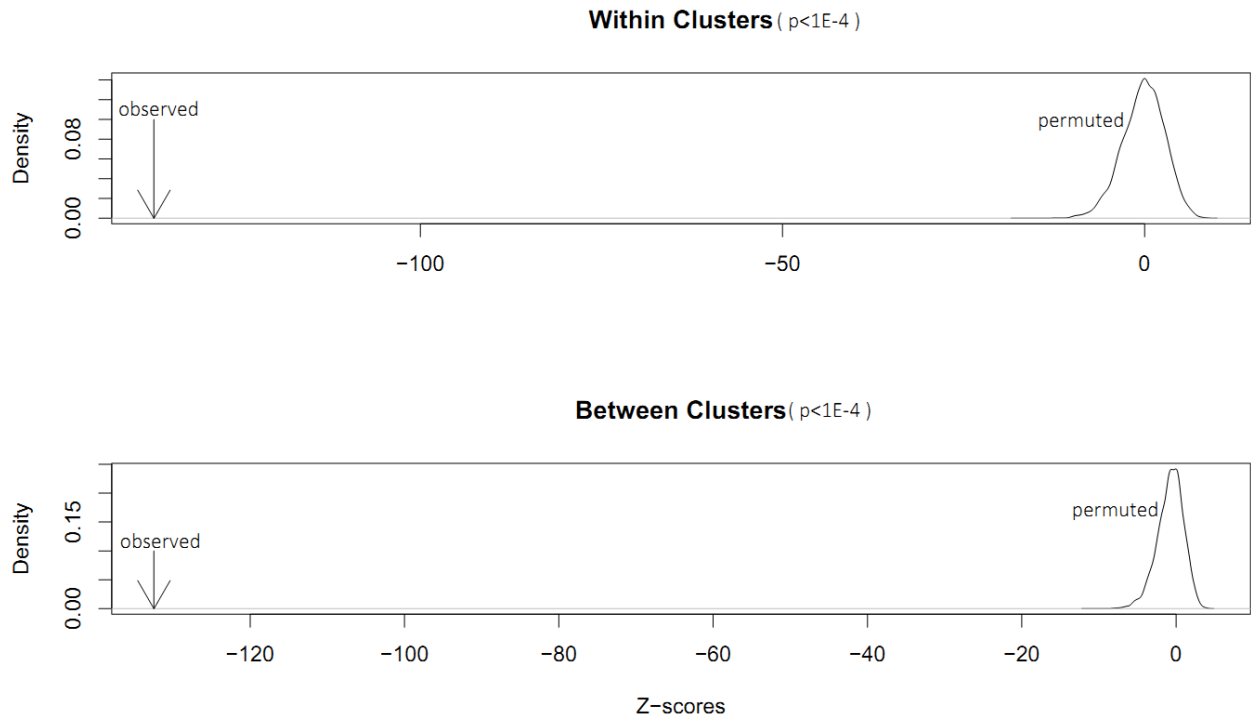 Within Clusters ( p<1E-4 )
observed
permuted
Density
0.08
0.00
−100 −50 0
Between Clusters ( p<1E-4 )
permuted
observed
Density
0.15
0.00
−120 −100 −80 −60 −40 −20 0
Z−scores